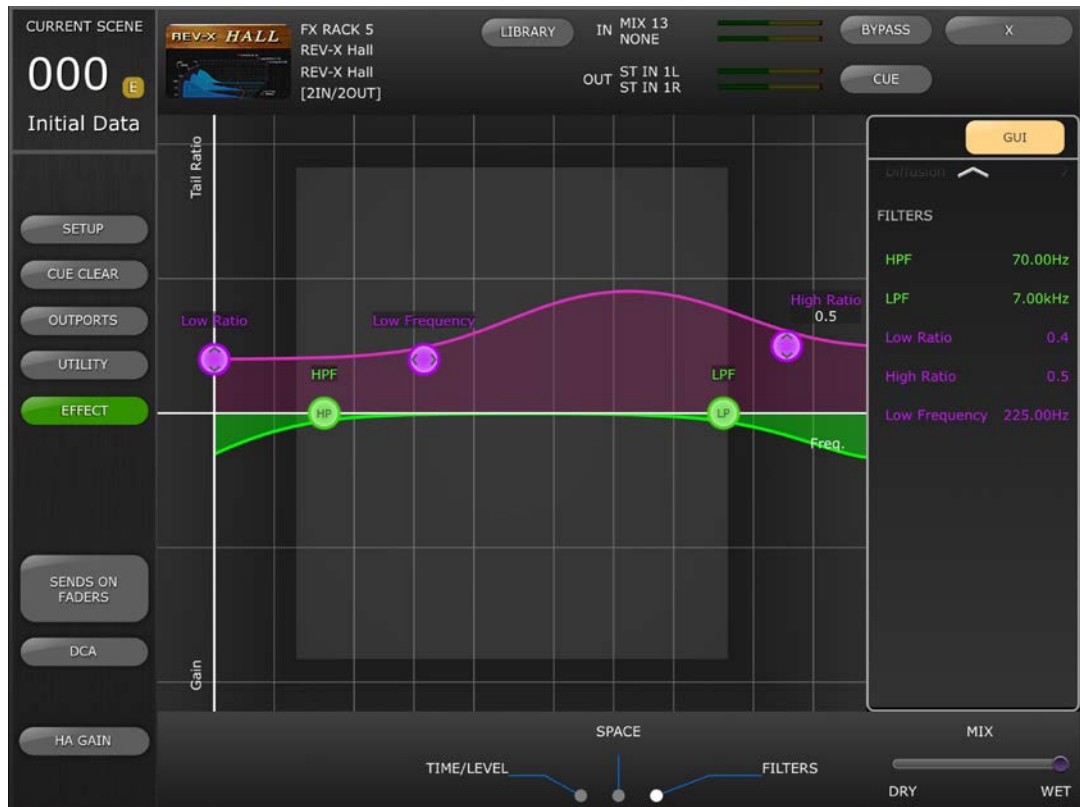 CURRENT SCENE
000 E
Initial Data
SETUP
CUE CLEAR
OUTPORTS
UTILITY
EFFECT
SENDS ON
FADERS
DCA
HA GAIN
REV-X HALL
FX RACK 5
REV-X Hall
REV-X Hall
[2IN/2OUT]
LIBRARY
IN MIX 13
NONE
OUT ST IN 1L
ST IN 1R
BYPASS
X
CUE
Tail Ratio
Low Ratio
Low Frequency
High Ratio
0.5
HPF
HP
LPF
LP
Freq.
Gain
GUI
Diffusion 7
FILTERS
HPF 70.00Hz
LPF 7.00kHz
Low Ratio 0.4
High Ratio 0.5
Low Frequency 225.00Hz
SPACE
TIME/LEVEL
FILTERS
MIX
DRY WET